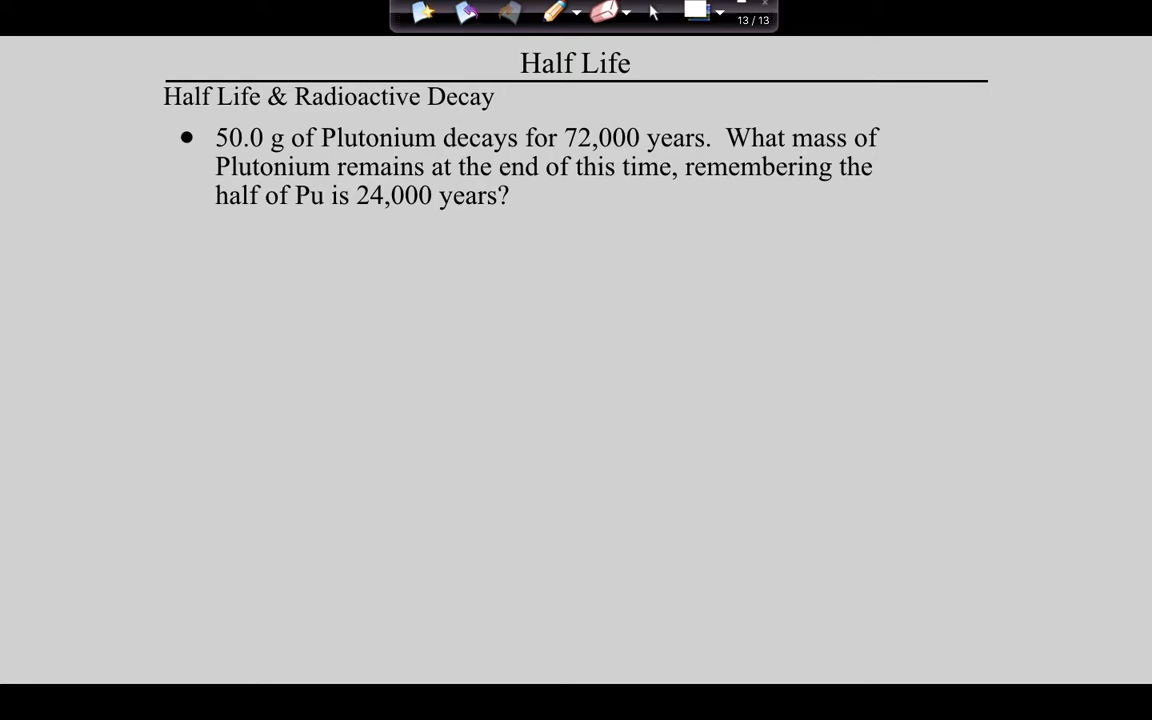 13 / 13
Half Life
Half Life & Radioactive Decay
● 50.0 g of Plutonium decays for 72,000 years.  What mass of
Plutonium remains at the end of this time, remembering the
half of Pu is 24,000 years?